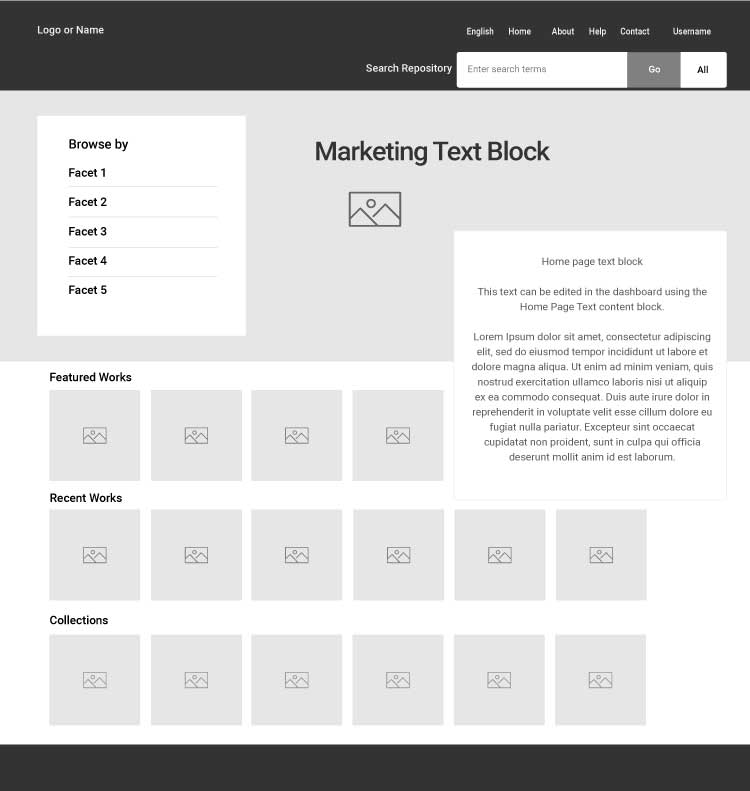 Logo or Name
English Home About Help Contact Username
Search Repository Enter search terms Go All
Browse by
Facet 1
Facet 2
Facet 3
Facet 4
Facet 5
Marketing Text Block
Home page text block
This text can be edited in the dashboard using the
Home Page Text content block.
Lorem Ipsum dolor sit amet, consectetur adipiscing
elit, sed do eiusmod tempor incididunt ut labore et
dolore magna aliqua. Ut enim ad minim veniam, quis
nostrud exercitation ullamco laboris nisi ut aliquip
ex ea commodo consequat. Duis aute irure dolor in
reprehenderit in voluptate velit esse cillum dolore eu
fugiat nulla pariatur. Excepteur sint occaecat
cupidatat non proident, sunt in culpa qui officia
deserunt mollit anim id est laborum.
Featured Works
Recent Works
Collections